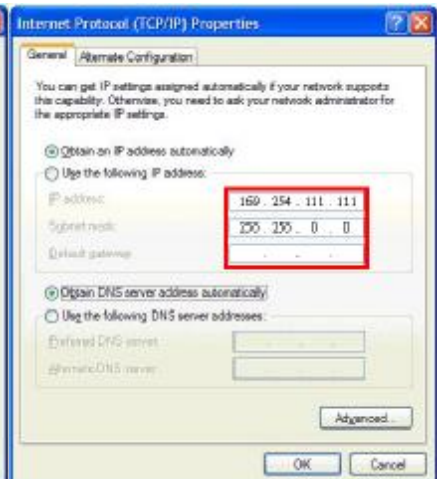 Internet Protocol (TCP/IP) Properties
General Alternate Configuration
You can get IP settings assigned automatically if your network supports
this capability. Otherwise, you need to ask your network administrator for
the appropriate IP settings.
Obtain an IP address automatically
Use the following IP address:
IP address: 169 . 254 . 111 . 111
Subnet mask: 255 . 255 . 0 . 0
Default gateway: . . .
Obtain DNS server address automatically
Use the following DNS server addresses:
Preferred DNS server: . . .
Alternate DNS server: . . .
Advanced...
OK Cancel